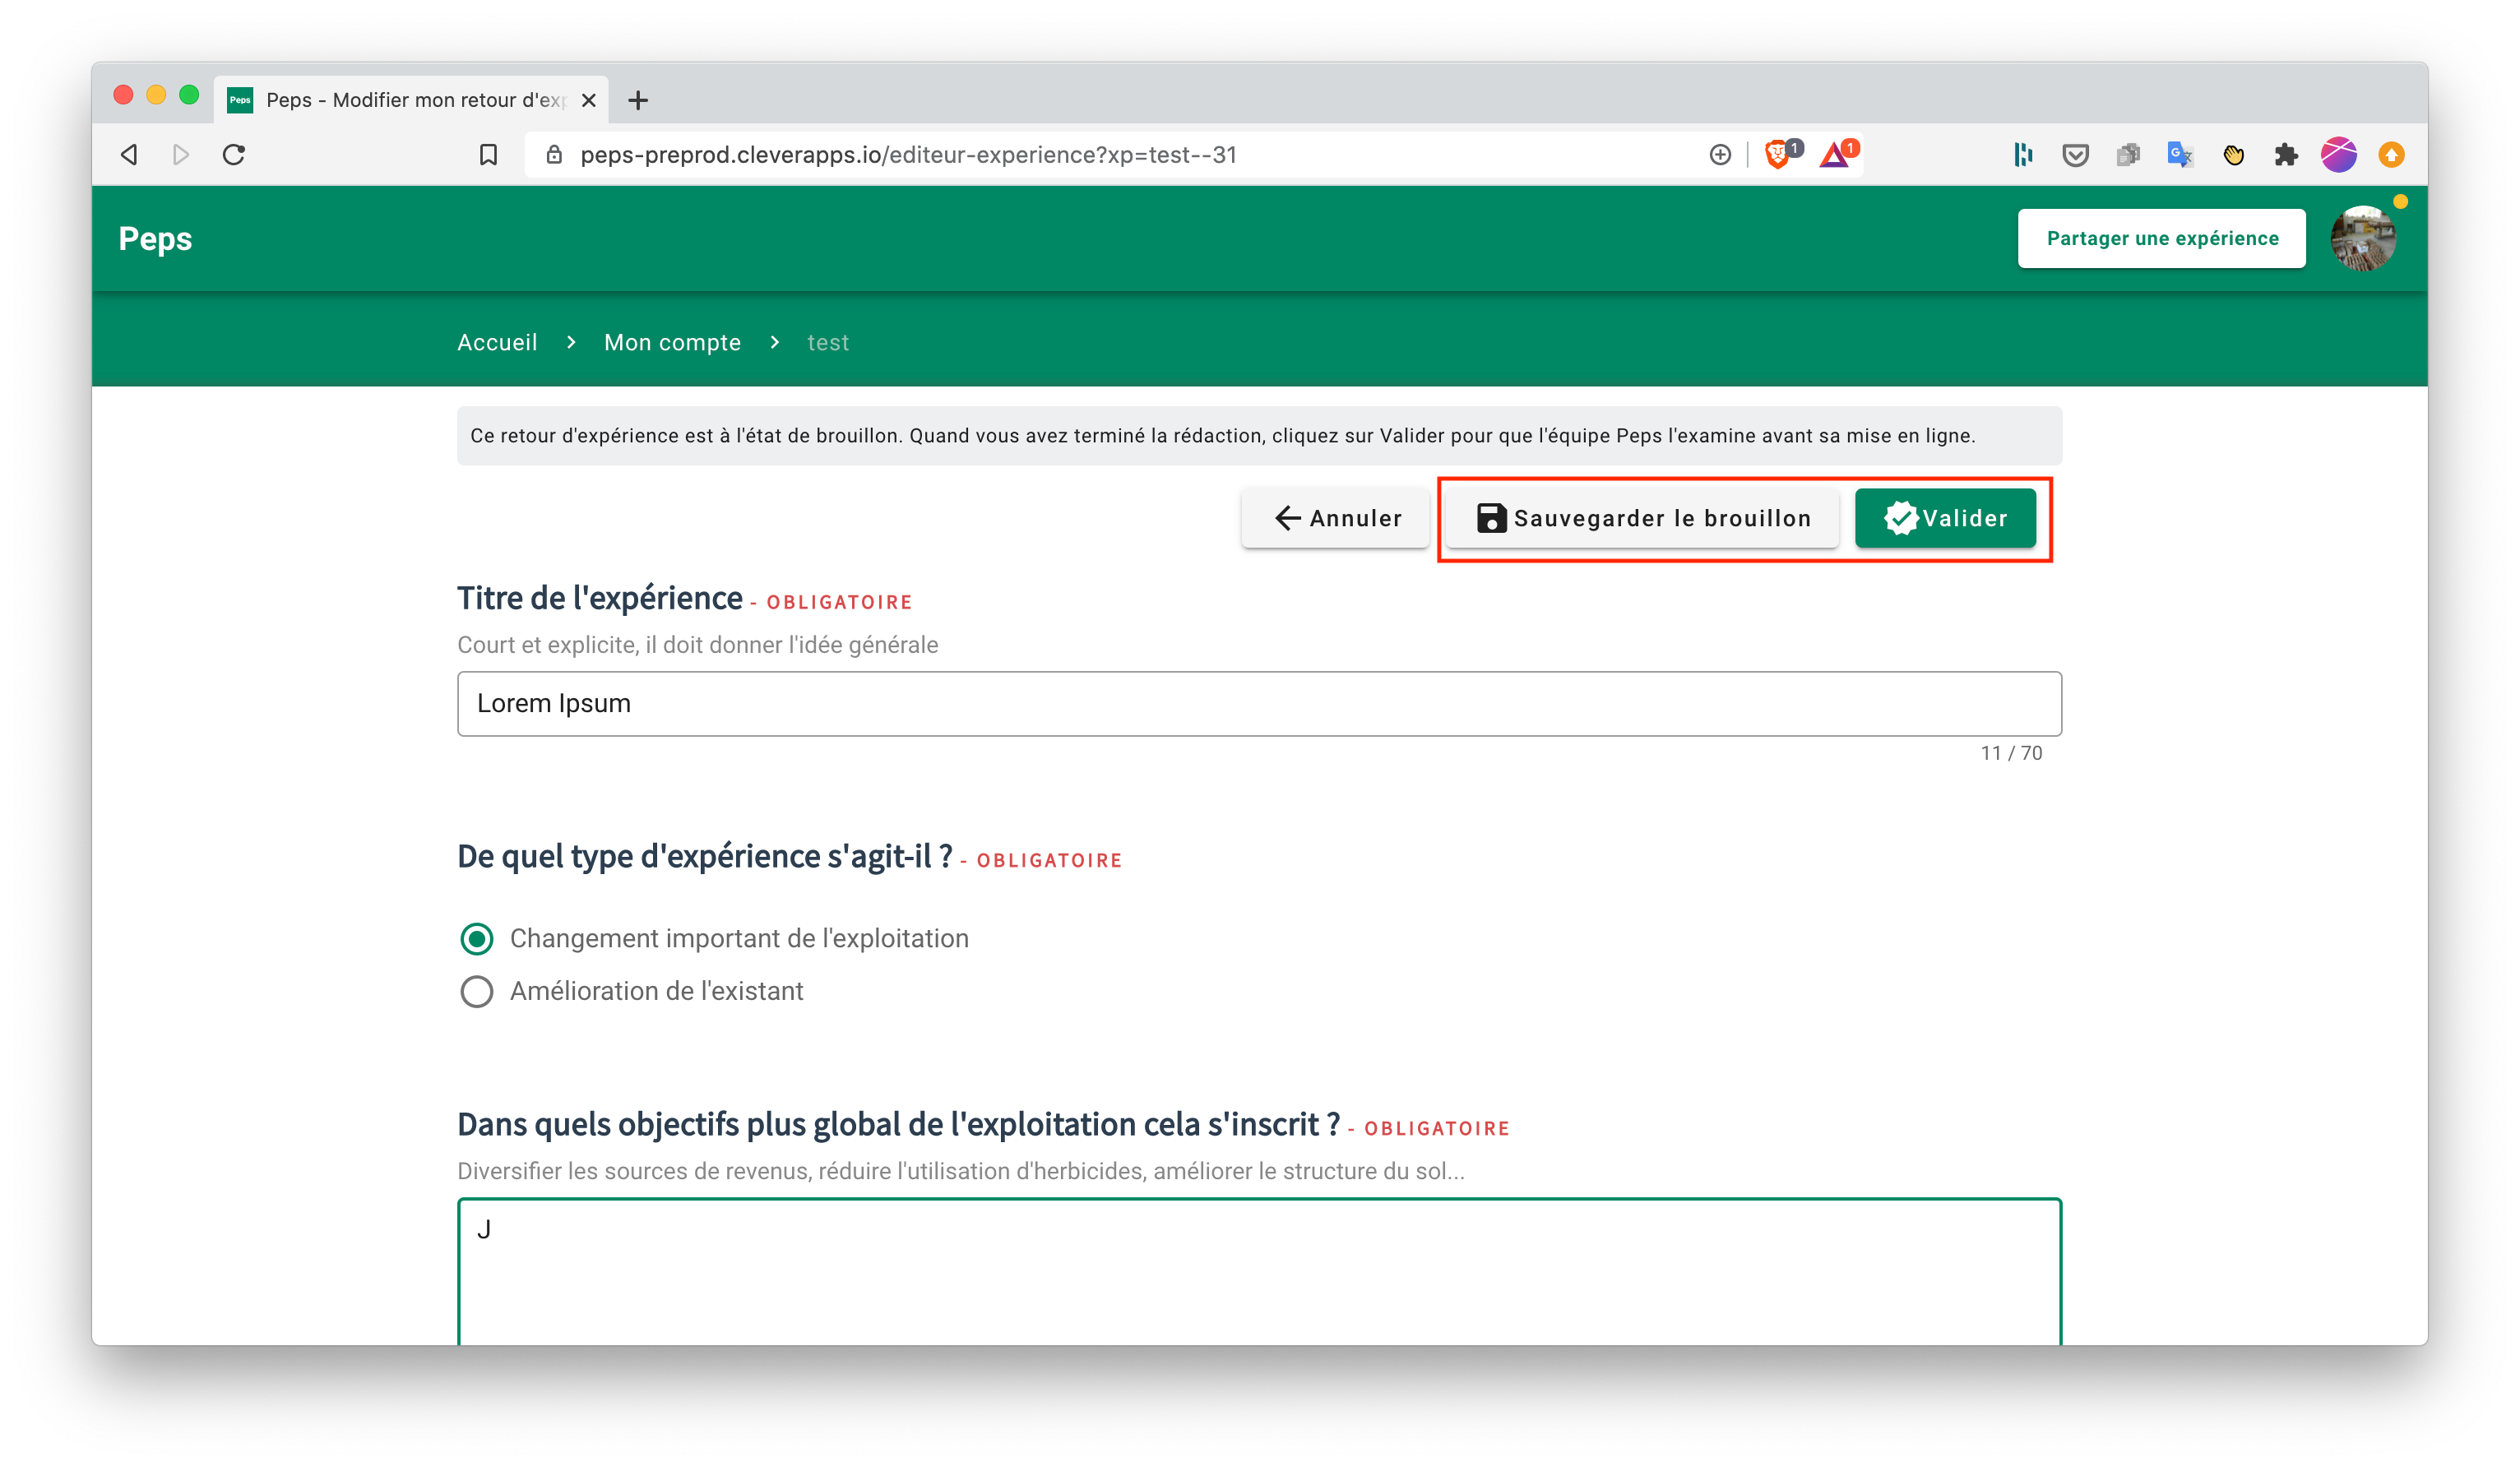 Peps
Peps - Modifier mon retour d'exp
peps-preprod.cleverapps.io/editeur-experience?xp=test--31
1
1
Peps
Partager une expérience
Accueil > Mon compte > test
Ce retour d'expérience est à l'état de brouillon. Quand vous avez terminé la rédaction, cliquez sur Valider pour que l'équipe Peps l'examine avant sa mise en ligne.
Annuler
Sauvegarder le brouillon
Valider
Titre de l'expérience - OBLIGATOIRE
Court et explicite, il doit donner l'idée générale
Lorem Ipsum
11 / 70
De quel type d'expérience s'agit-il ? - OBLIGATOIRE
Changement important de l'exploitation
Amélioration de l'existant
Dans quels objectifs plus global de l'exploitation cela s'inscrit ? - OBLIGATOIRE
Diversifier les sources de revenus, réduire l'utilisation d'herbicides, améliorer le structure du sol...
J